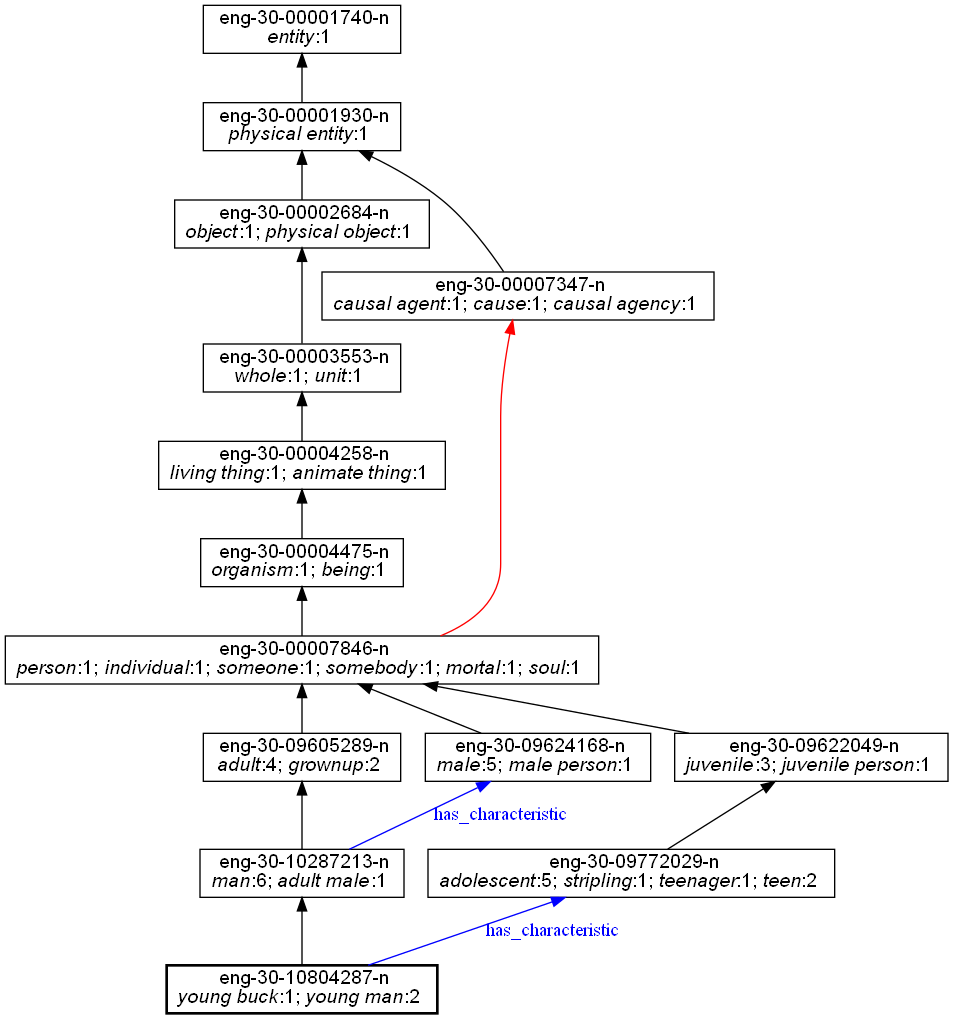 eng-30-00001740-n
entity:1
eng-30-00001930-n
physical entity:1
eng-30-00002684-n
object:1; physical object:1
eng-30-00007347-n
causal agent:1; cause:1; causal agency:1
eng-30-00003553-n
whole:1; unit:1
eng-30-00004258-n
living thing:1; animate thing:1
eng-30-00004475-n
organism:1; being:1
eng-30-00007846-n
person:1; individual:1; someone:1; somebody:1; mortal:1; soul:1
eng-30-09605289-n
adult:4; grownup:2
eng-30-09624168-n
male:5; male person:1
eng-30-09622049-n
juvenile:3; juvenile person:1
has_characteristic
eng-30-10287213-n
man:6; adult male:1
eng-30-09772029-n
adolescent:5; stripling:1; teenager:1; teen:2
has_characteristic
eng-30-10804287-n
young buck:1; young man:2